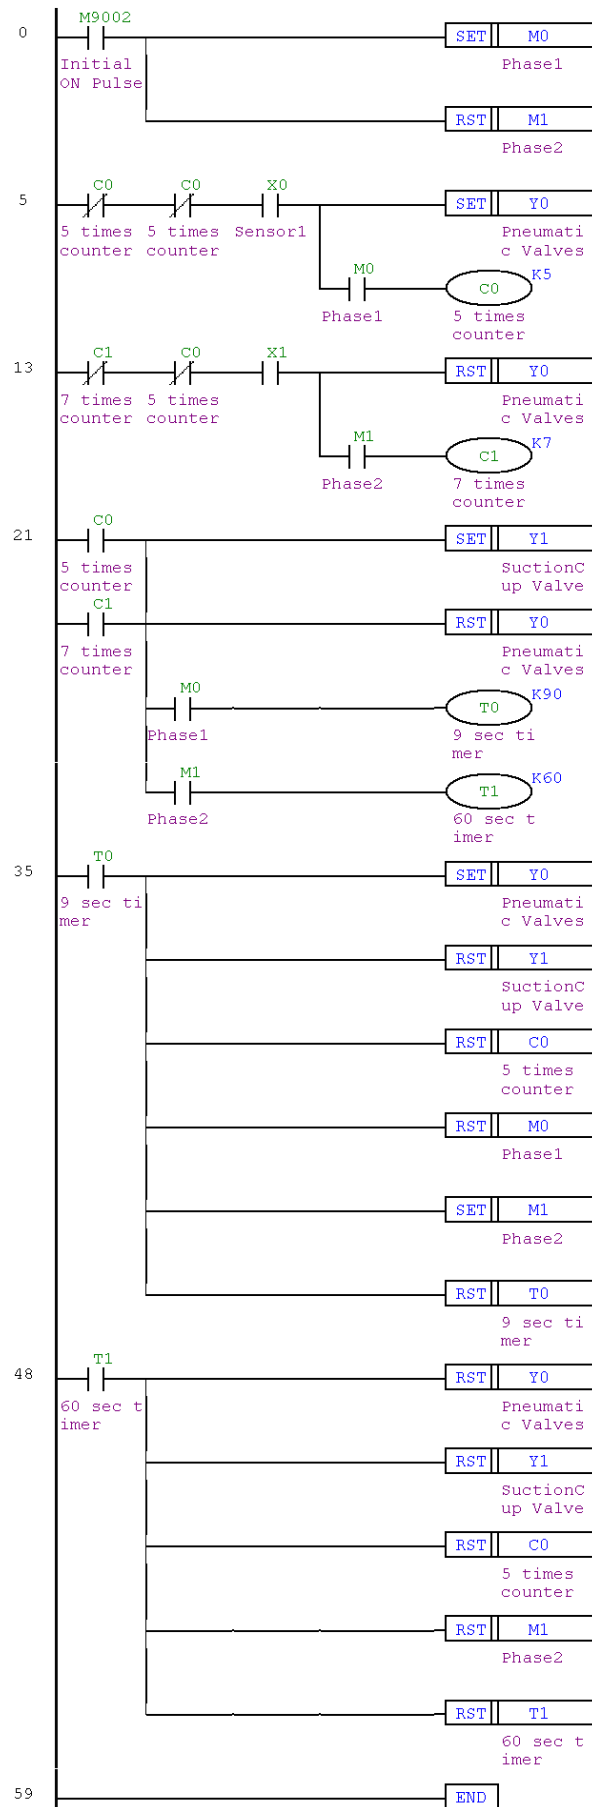 M9002
0
SET M0
Initial
ON Pulse
Phase1
RST M1
Phase2
C0 C0 X0
5
SET Y0
5 times 5 times Sensor1
counter counter
Pneumati
c Valves
M0
K5
C0
Phase1
5 times
counter
C1 C0 X1
13
RST Y0
7 times 5 times
counter counter
Pneumati
c Valves
M1
K7
C1
Phase2
7 times
counter
C0
21
SET Y1
5 times
counter
SuctionC
up Valve
C1
RST Y0
7 times
counter
Pneumati
c Valves
M0
K90
T0
Phase1
9 sec ti
mer
M1
K60
T1
Phase2
60 sec t
imer
T0
35
SET Y0
9 sec ti
mer
Pneumati
c Valves
RST Y1
SuctionC
up Valve
RST C0
5 times
counter
RST M0
Phase1
SET M1
Phase2
RST T0
9 sec ti
mer
T1
48
RST Y0
60 sec t
imer
Pneumati
c Valves
RST Y1
SuctionC
up Valve
RST C0
5 times
counter
RST M1
Phase2
RST T1
60 sec t
imer
59
END